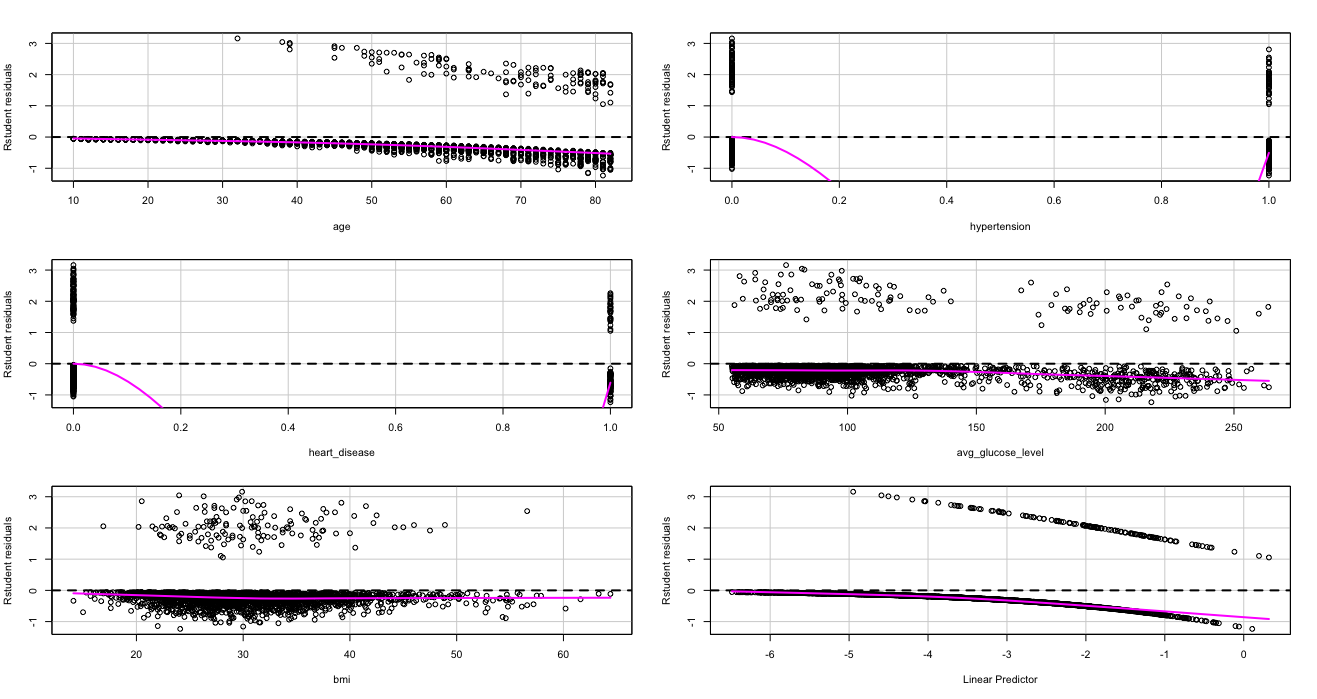 Rstudent residuals
3
2
1
0
-1
10 20 30 40 50 60 70 80
age
Rstudent residuals
3
2
1
0
-1
0.0 0.2 0.4 0.6 0.8 1.0
hypertension
Rstudent residuals
3
2
1
0
-1
0.0 0.2 0.4 0.6 0.8 1.0
heart_disease
Rstudent residuals
3
2
1
0
-1
50 100 150 200 250
avg_glucose_level
Rstudent residuals
3
2
1
0
-1
20 30 40 50 60
bmi
Rstudent residuals
3
2
1
0
-1
-6 -5 -4 -3 -2 -1 0
Linear Predictor